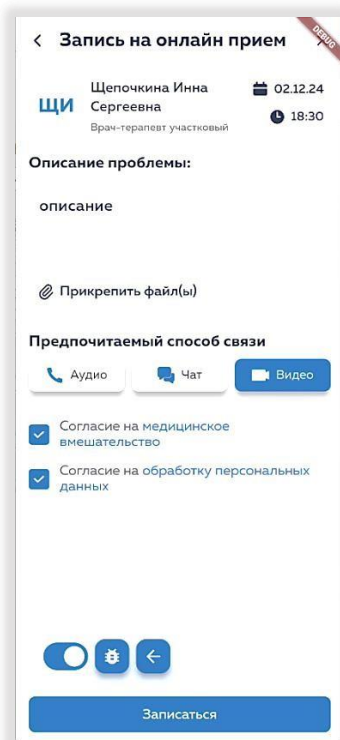 Запись на онлайн прием
DEBUG
ЩИ
Щепочкина Инна
Сергеевна
Врач-терапевт участковый
02.12.24
18:30
Описание проблемы:
описание
Прикрепить файл(ы)
Предпочитаемый способ связи
Аудио
Чат
Видео
Согласие на медицинское
вмешательство
Согласие на обработку персональных
данных
Записаться